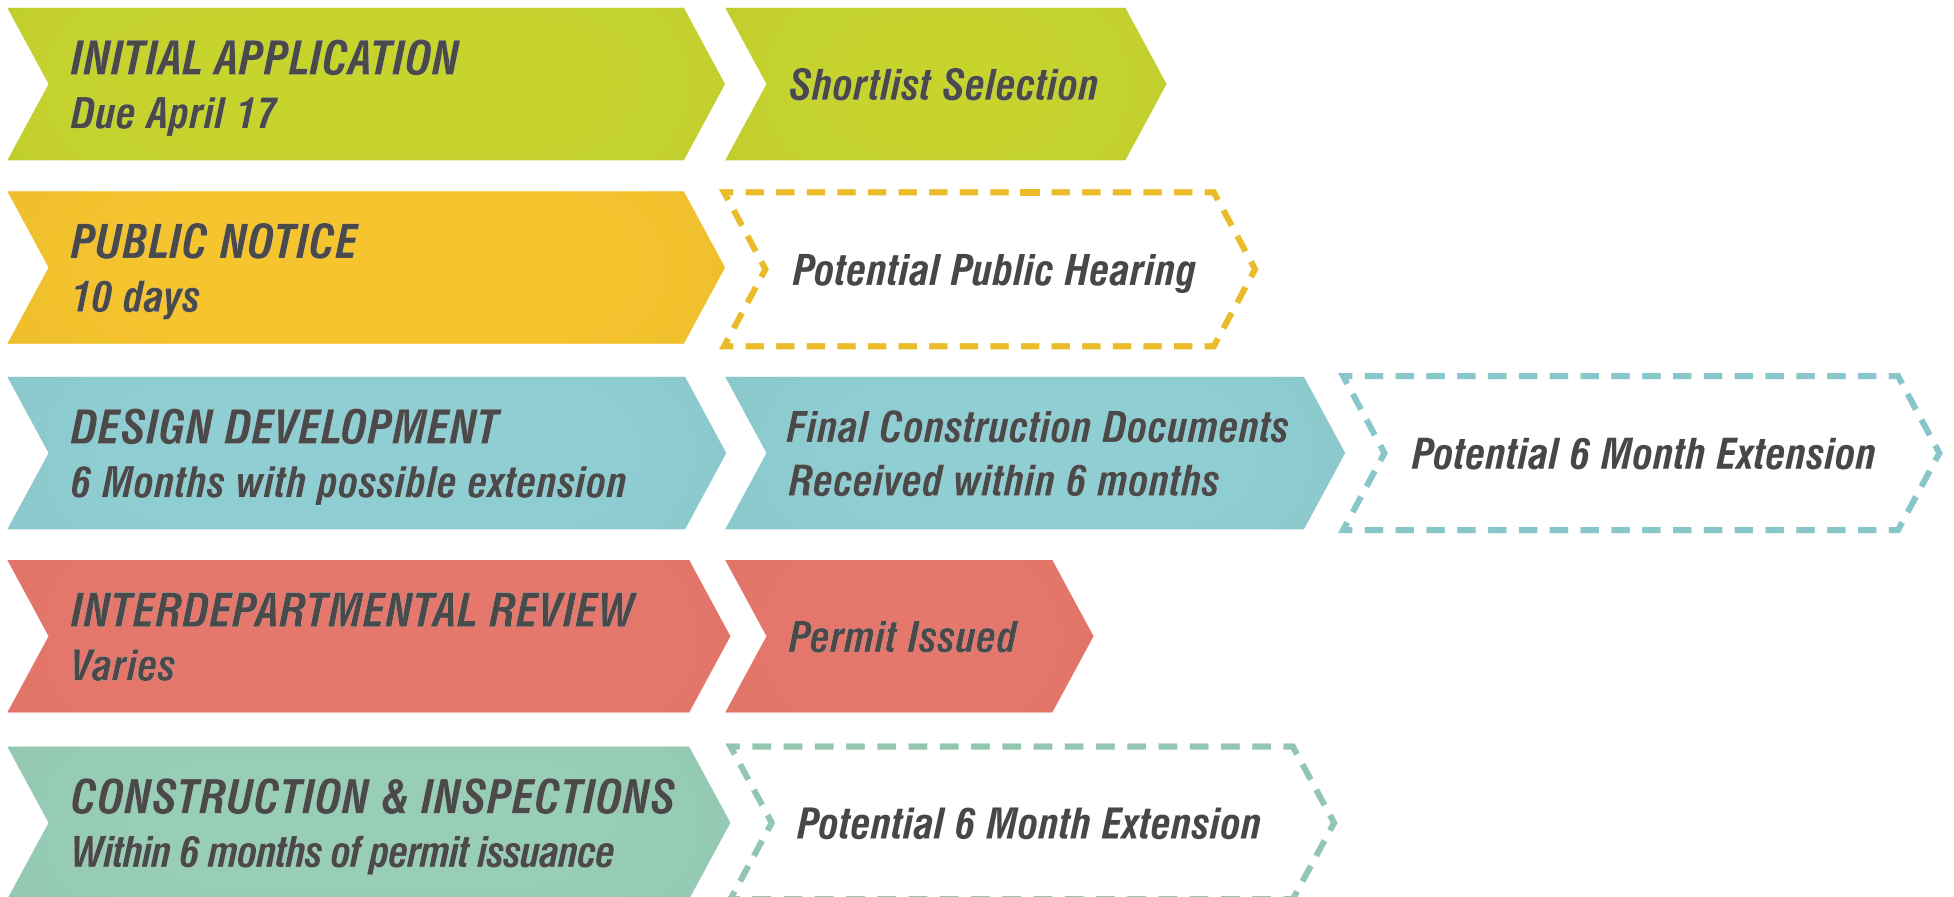 INITIAL APPLICATION
Due April 17
Shortlist Selection
PUBLIC NOTICE
10 days
Potential Public Hearing
DESIGN DEVELOPMENT
6 Months with possible extension
Final Construction Documents
Received within 6 months
Potential 6 Month Extension
INTERDEPARTMENTAL REVIEW
Varies
Permit Issued
CONSTRUCTION & INSPECTIONS
Within 6 months of permit issuance
Potential 6 Month Extension